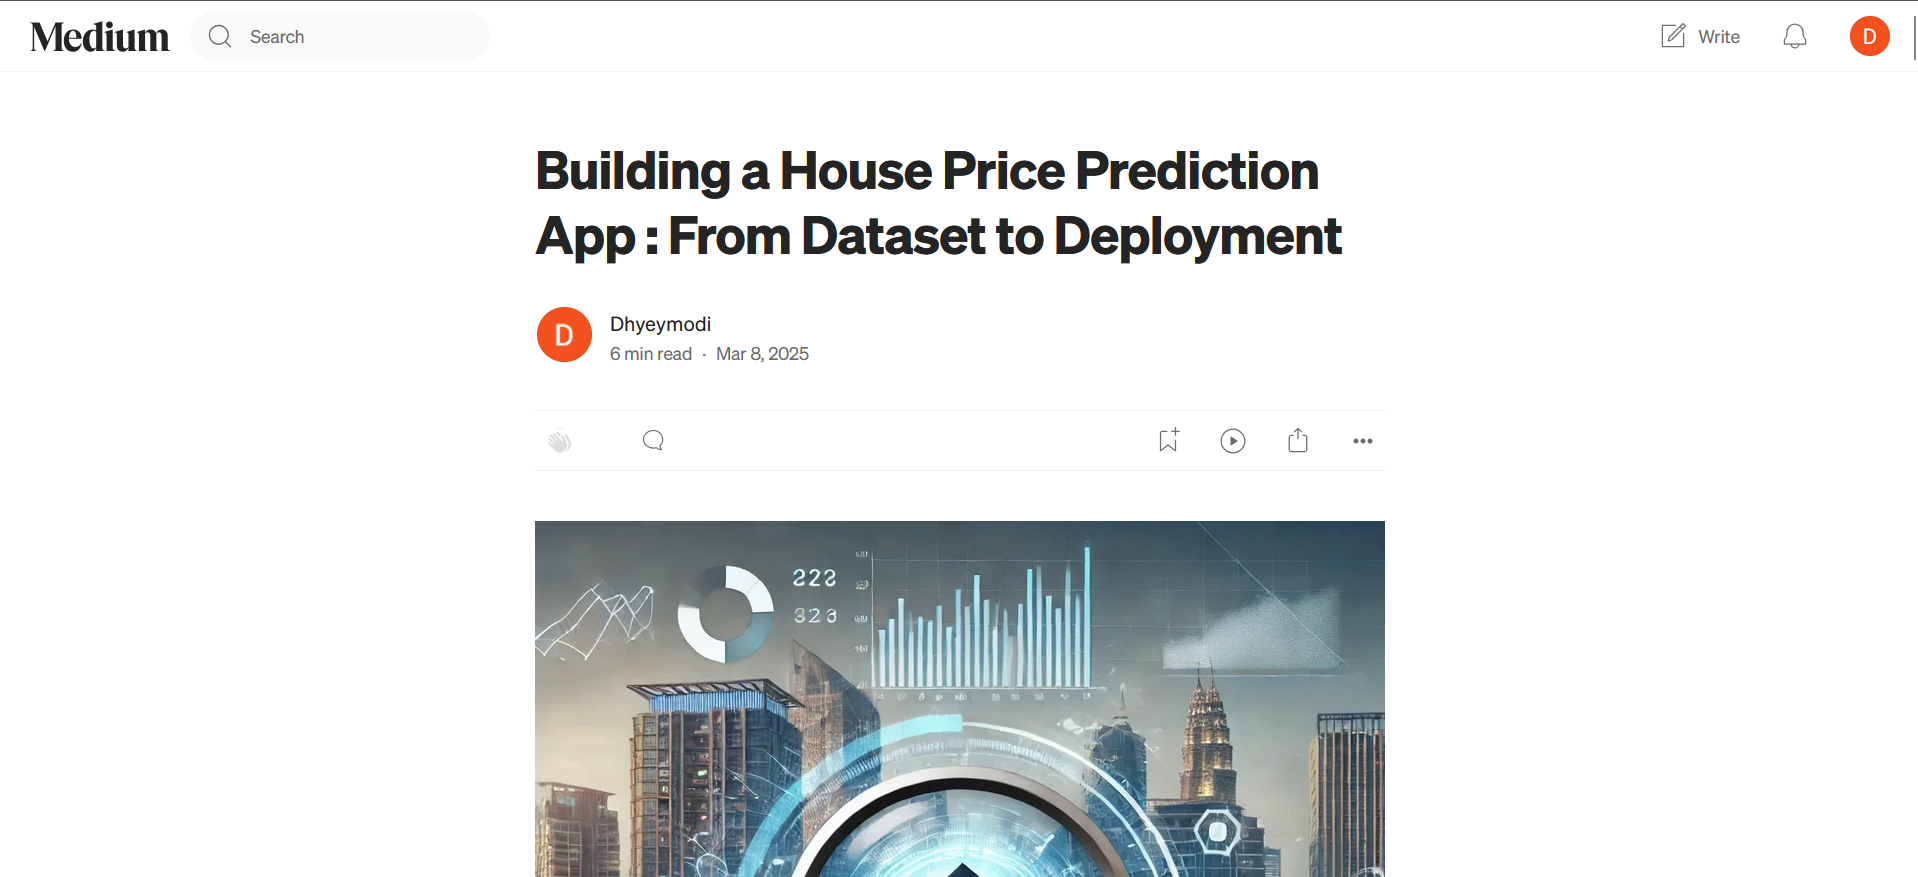 Medium
Search
Write
D
Building a House Price Prediction
App : From Dataset to Deployment
D
Dhyeymodi
6 min read · Mar 8, 2025
222